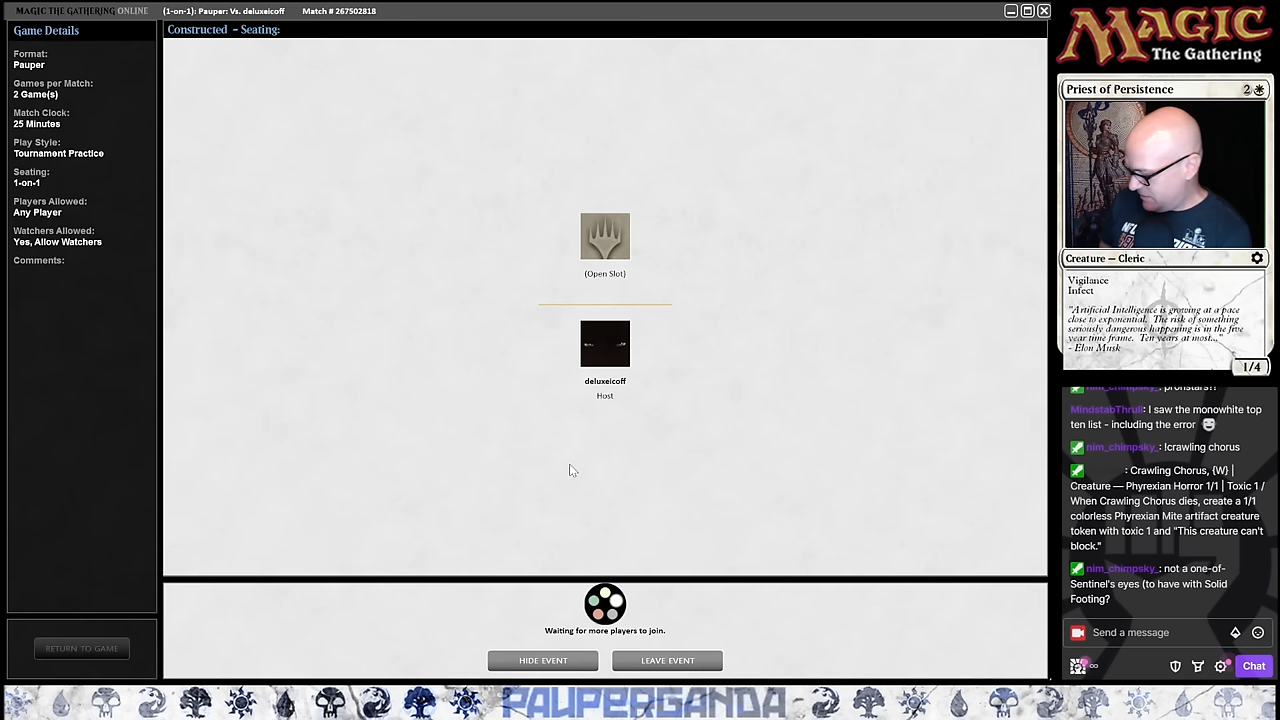 MAGIC THE GATHERING ONLINE
(1-on-1): Pauper: Vs. deluxeicoff Match # 267502818
Game Details
Format:
Pauper
Games per Match:
2 Game(s)
Match Clock:
25 Minutes
Play Style:
Tournament Practice
Seating:
1-on-1
Players Allowed:
Any Player
Watchers Allowed:
Yes, Allow Watchers
Comments:
RETURN TO GAME
Constructed - Seating:
(Open Slot)
deluxeicoff
Host
Waiting for more players to join.
HIDE EVENT
LEAVE EVENT
MAGIC
The Gathering
Priest of Persistence 2
Creature — Cleric
Vigilance
Infect
"Artificial Intelligence is growing at a pace
close to exponential. The risk of something
seriously dangerous happening is in the five
year time frame. Ten years at most..."
- Elon Musk
1/4
nim_chimpsky_: pronstars!!
MindstabThrull: I saw the monowhite top
ten list - including the error
nim_chimpsky_: !crawling chorus
: Crawling Chorus, {W} |
Creature — Phyrexian Horror 1/1 | Toxic 1 /
When Crawling Chorus dies, create a 1/1
colorless Phyrexian Mite artifact creature
token with toxic 1 and "This creature can't
block."
nim_chimpsky_: not a one-of-
Sentinel's eyes (to have with Solid
Footing?
Send a message
∞
Chat
PAUPERGANDA